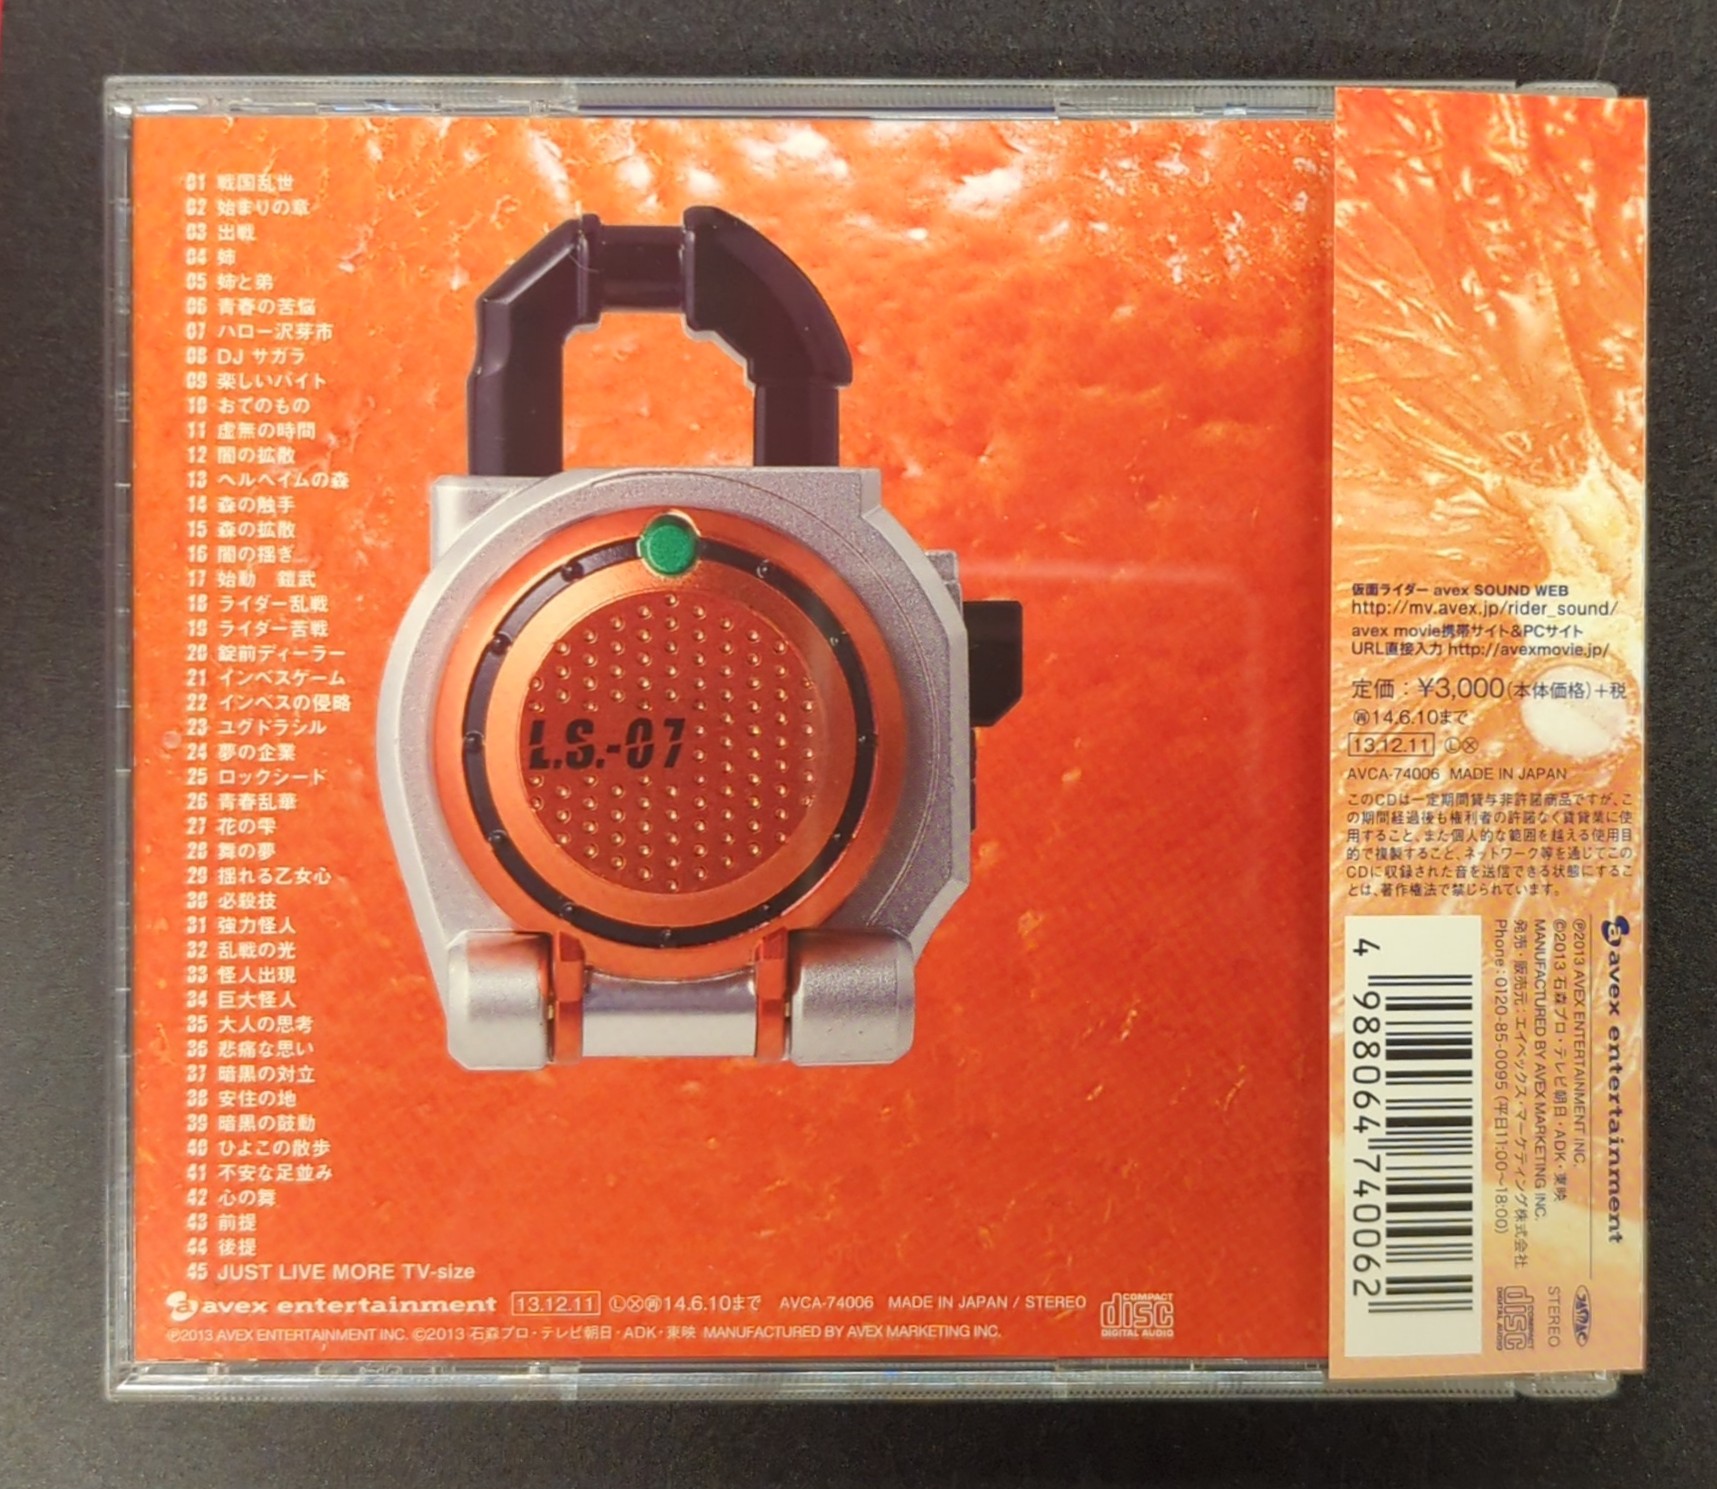 01 戦国乱世
02 始まりの章
03 出戦
04 姉
05 姉と弟
06 青春の苦悩
07 ハロー沢芽市
08 DJ サガラ
09 楽しいバイト
10 おてのもの
11 虚無の時間
12 闇の拡散
13 ヘルヘイムの森
14 森の触手
15 森の拡散
16 闇の揺ぎ
17 始動 鎧武
18 ライダー乱戦
19 ライダー苦戦
20 錠前ディーラー
21 インベスゲーム
22 インベスの侵略
23 ユグドラシル
24 夢の企業
25 ロックシード
26 青春乱華
27 花の雫
28 舞の夢
29 揺れる乙女心
30 必殺技
31 強力怪人
32 乱戦の光
33 怪人出現
34 巨大怪人
35 大人の思考
36 悲痛な思い
37 暗黒の対立
38 安住の地
39 暗黒の鼓動
40 ひよこの散歩
41 不安な足並み
42 心の舞
43 前提
44 後提
45 JUST LIVE MORE TV-size
L.S.-07
avex entertainment 13.12.11 Ⓛⓧ㋹14.6.10まで AVCA-74006 MADE IN JAPAN / STEREO COMPACT disc DIGITAL AUDIO
Ⓟ2013 AVEX ENTERTAINMENT INC. ©2013 石森プロ・テレビ朝日・ADK・東映 MANUFACTURED BY AVEX MARKETING INC.
仮面ライダー avex SOUND WEB
http://mv.avex.jp/rider_sound/
avex movie携帯サイト&PCサイト
URL直接入力 http://avexmovie.jp/
定価：¥3,000(本体価格)+税
㋹14.6.10まで
13.12.11 Ⓛⓧ
AVCA-74006 MADE IN JAPAN
このCDは一定期間貸与非許諾商品ですが、こ
の期間経過後も権利者の許諾なく賃貸業に使
用すること、また個人的な範囲を越える使用目
的で複製すること、ネットワーク等を通じてこの
CDに収録された音を送信できる状態にするこ
とは、著作権法で禁じられています。
avex entertainment
Ⓟ2013 AVEX ENTERTAINMENT INC.
©2013 石森プロ・テレビ朝日・ADK・東映
MANUFACTURED BY AVEX MARKETING INC.
発売・販売元：エイベックス・マーケティング株式会社
Phone：0120-85-0095 (平日11:00〜18:00)
4 988064 740062
STEREO
COMPACT disc DIGITAL AUDIO